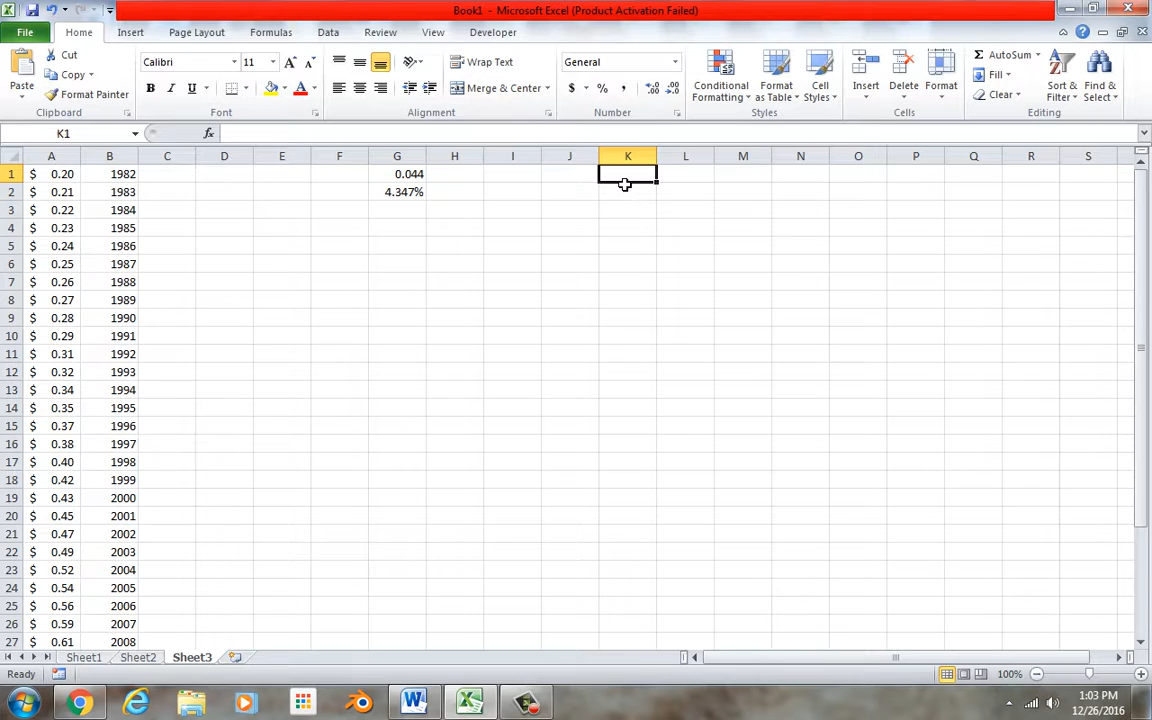 Book1 - Microsoft Excel (Product Activation Failed)
File Home Insert Page Layout Formulas Data Review View Developer
Paste Cut Copy Format Painter Clipboard
Calibri 11 B I U A Font
Wrap Text Merge & Center Alignment
General $ % , .00 Number
Conditional Formatting Format as Table Cell Styles Styles
Insert Delete Format Cells
AutoSum Fill Clear Sort & Filter Find & Select Editing
K1 fx
A B C D E F G H I J K L M N O P Q R S
1 $ 0.20 1982 0.044
2 $ 0.21 1983 4.347%
3 $ 0.22 1984
4 $ 0.23 1985
5 $ 0.24 1986
6 $ 0.25 1987
7 $ 0.26 1988
8 $ 0.27 1989
9 $ 0.28 1990
10 $ 0.29 1991
11 $ 0.31 1992
12 $ 0.32 1993
13 $ 0.34 1994
14 $ 0.35 1995
15 $ 0.37 1996
16 $ 0.38 1997
17 $ 0.40 1998
18 $ 0.42 1999
19 $ 0.43 2000
20 $ 0.45 2001
21 $ 0.47 2002
22 $ 0.49 2003
23 $ 0.52 2004
24 $ 0.54 2005
25 $ 0.56 2006
26 $ 0.59 2007
27 $ 0.61 2008
Sheet1 Sheet2 Sheet3
Ready 100%
1:03 PM
12/26/2016